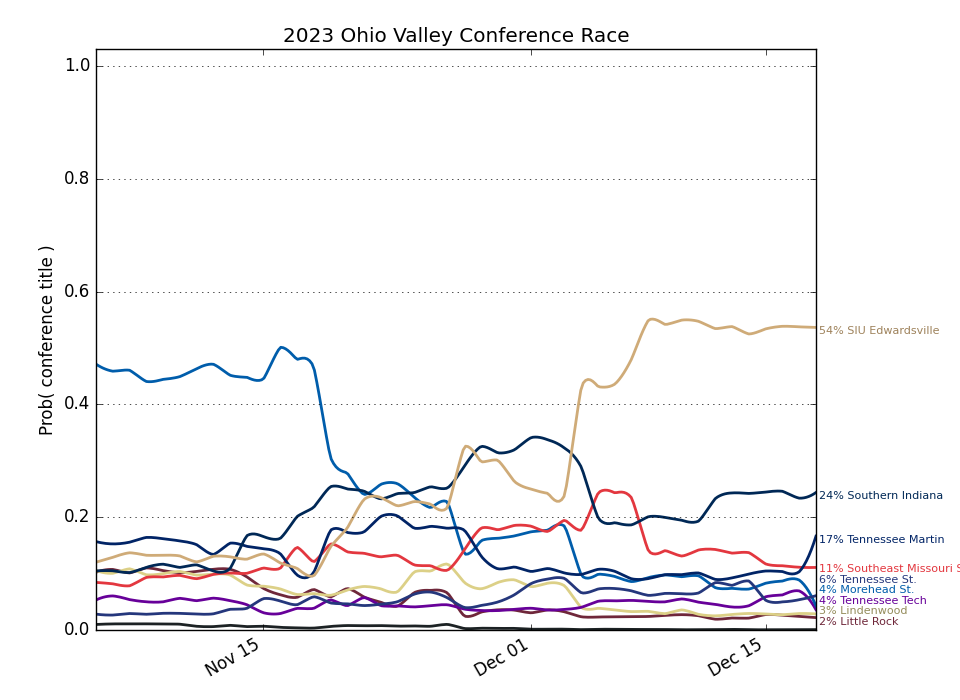 2023 Ohio Valley Conference Race
Prob( conference title )
1.0
0.8
0.6
0.4
0.2
0.0
Nov 15
Dec 01
Dec 15
54% SIU Edwardsville
24% Southern Indiana
17% Tennessee Martin
11% Southeast Missouri S
6% Tennessee St.
4% Morehead St.
4% Tennessee Tech
3% Lindenwood
2% Little Rock